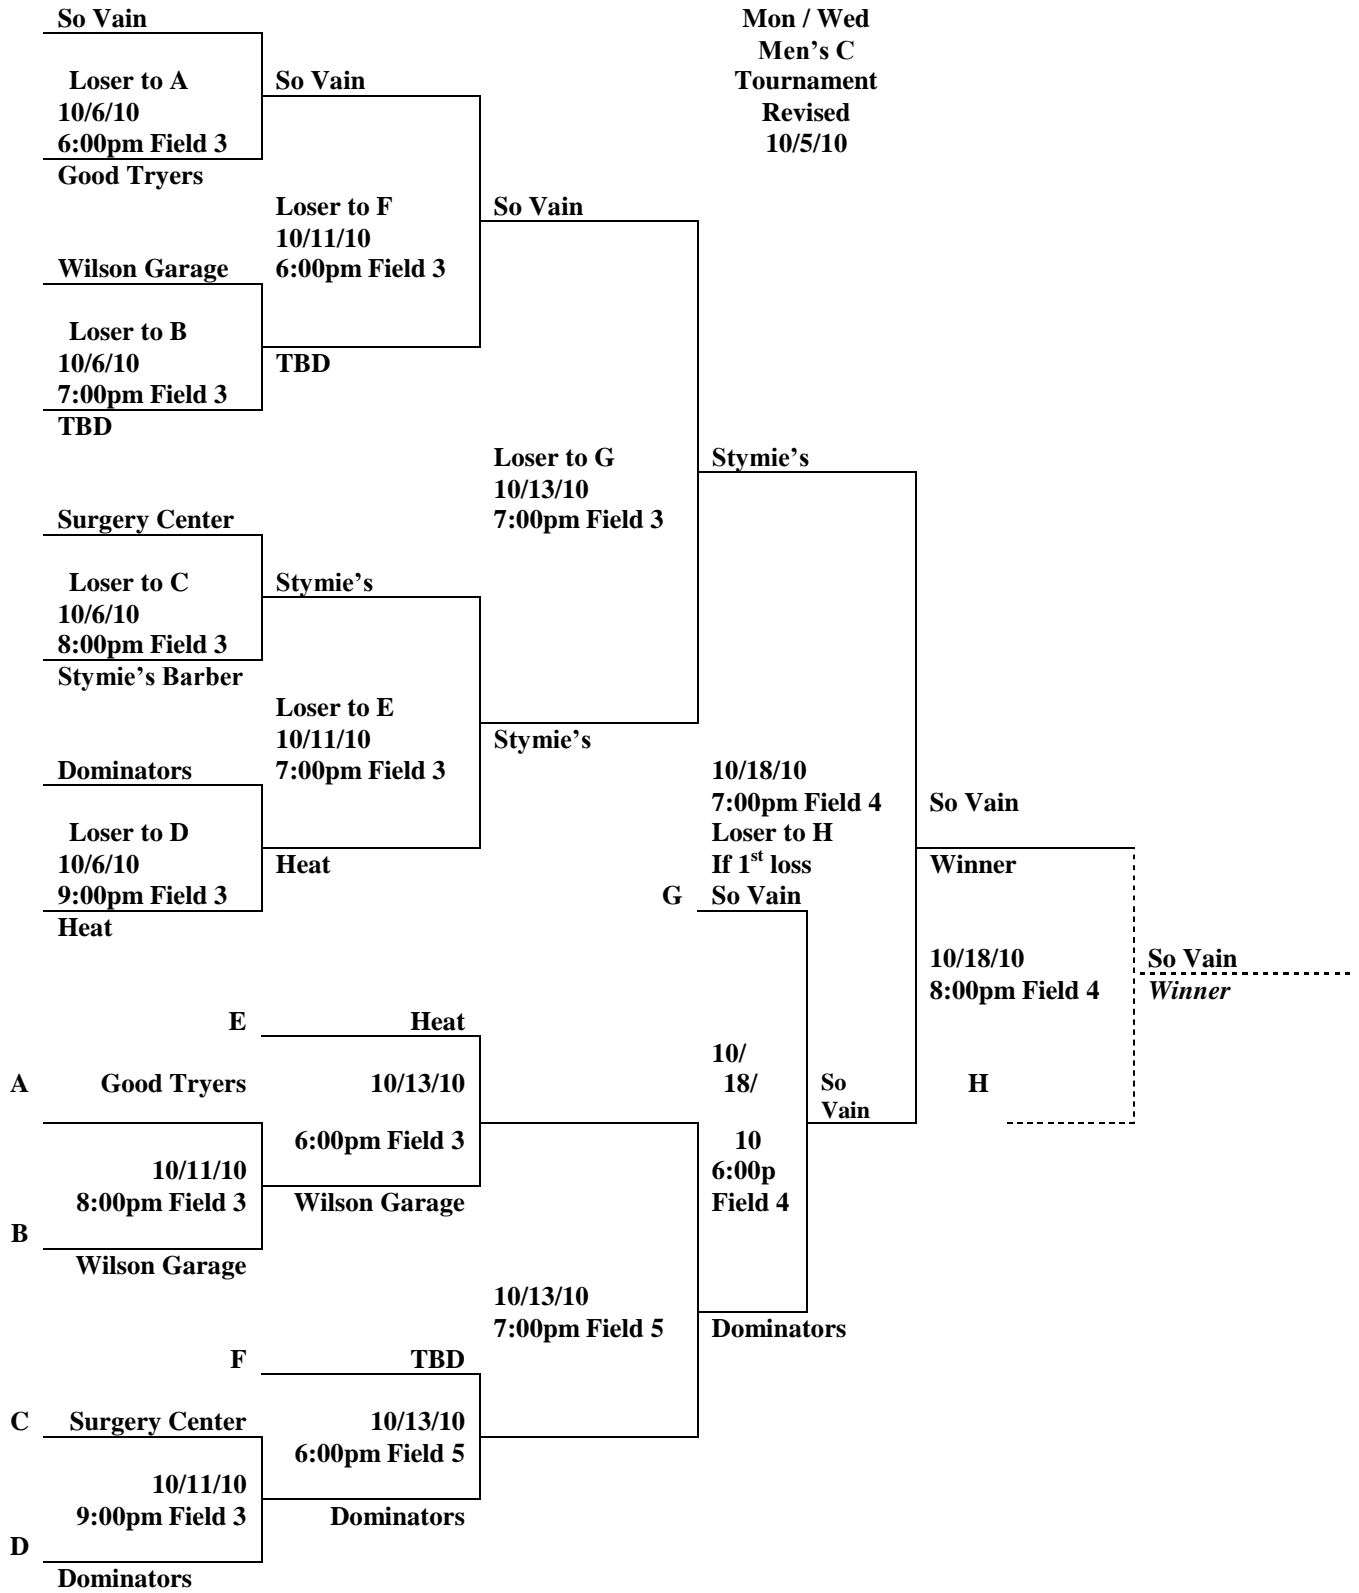 So Vain
Mon / Wed
Men’s C
Tournament
Revised
10/5/10
Loser to A
10/6/10
6:00pm Field 3
Good Tryers
So Vain
Loser to F
10/11/10
6:00pm Field 3
So Vain
Wilson Garage
Loser to B
10/6/10
7:00pm Field 3
TBD
TBD
Loser to G
10/13/10
7:00pm Field 3
Stymie’s
Surgery Center
Loser to C
10/6/10
8:00pm Field 3
Stymie’s Barber
Stymie’s
Loser to E
10/11/10
7:00pm Field 3
Stymie’s
Dominators
Loser to D
10/6/10
9:00pm Field 3
Heat
Heat
10/18/10
7:00pm Field 4
Loser to H
If 1st loss
G So Vain
So Vain
Winner
10/18/10
8:00pm Field 4
So Vain
Winner
E Heat
A Good Tryers
10/13/10
6:00pm Field 3
10/11/10
8:00pm Field 3
Wilson Garage
B
Wilson Garage
10/
18/
10
6:00p
Field 4
So
Vain
H
10/13/10
7:00pm Field 5
Dominators
F TBD
C Surgery Center
10/13/10
6:00pm Field 5
10/11/10
9:00pm Field 3
Dominators
D
Dominators